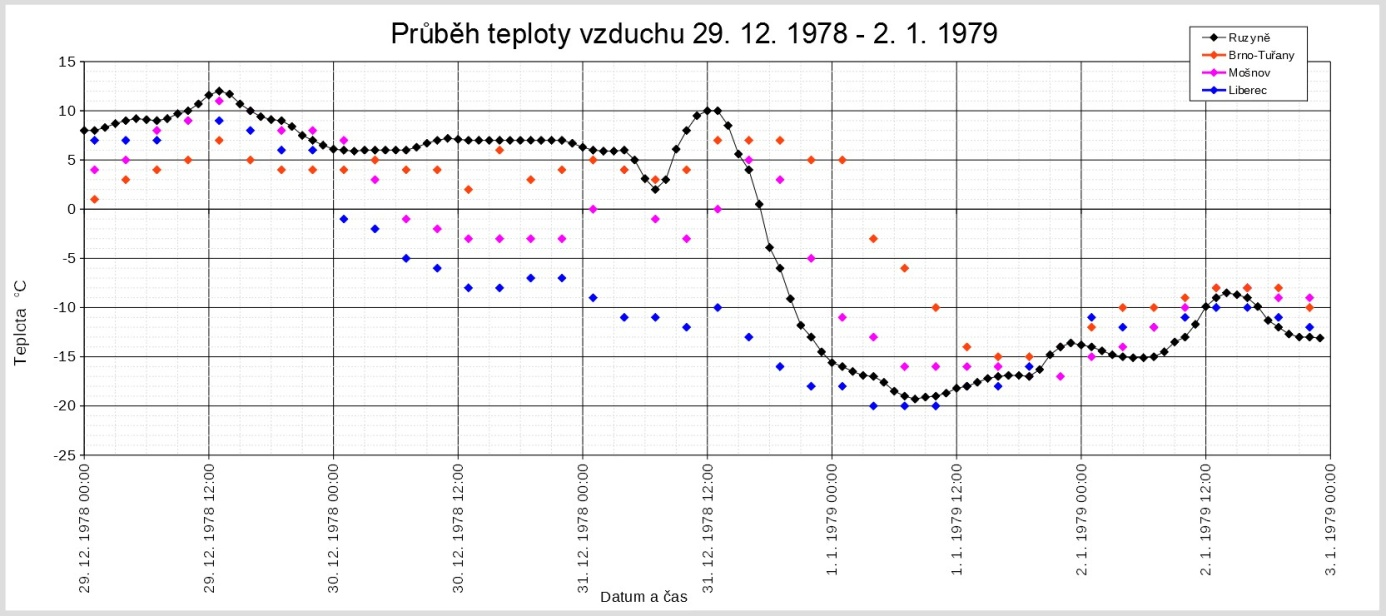 Průběh teploty vzduchu 29. 12. 1978 - 2. 1. 1979
Ruzyně
Brno-Tuřany
Mošnov
Liberec
15
10
5
0
-5
-10
-15
-20
-25
Teplota °C
29. 12. 1978 00:00
29. 12. 1978 12:00
30. 12. 1978 00:00
30. 12. 1978 12:00
31. 12. 1978 00:00
31. 12. 1978 12:00
1. 1. 1979 00:00
1. 1. 1979 12:00
2. 1. 1979 00:00
2. 1. 1979 12:00
3. 1. 1979 00:00
Datum a čas